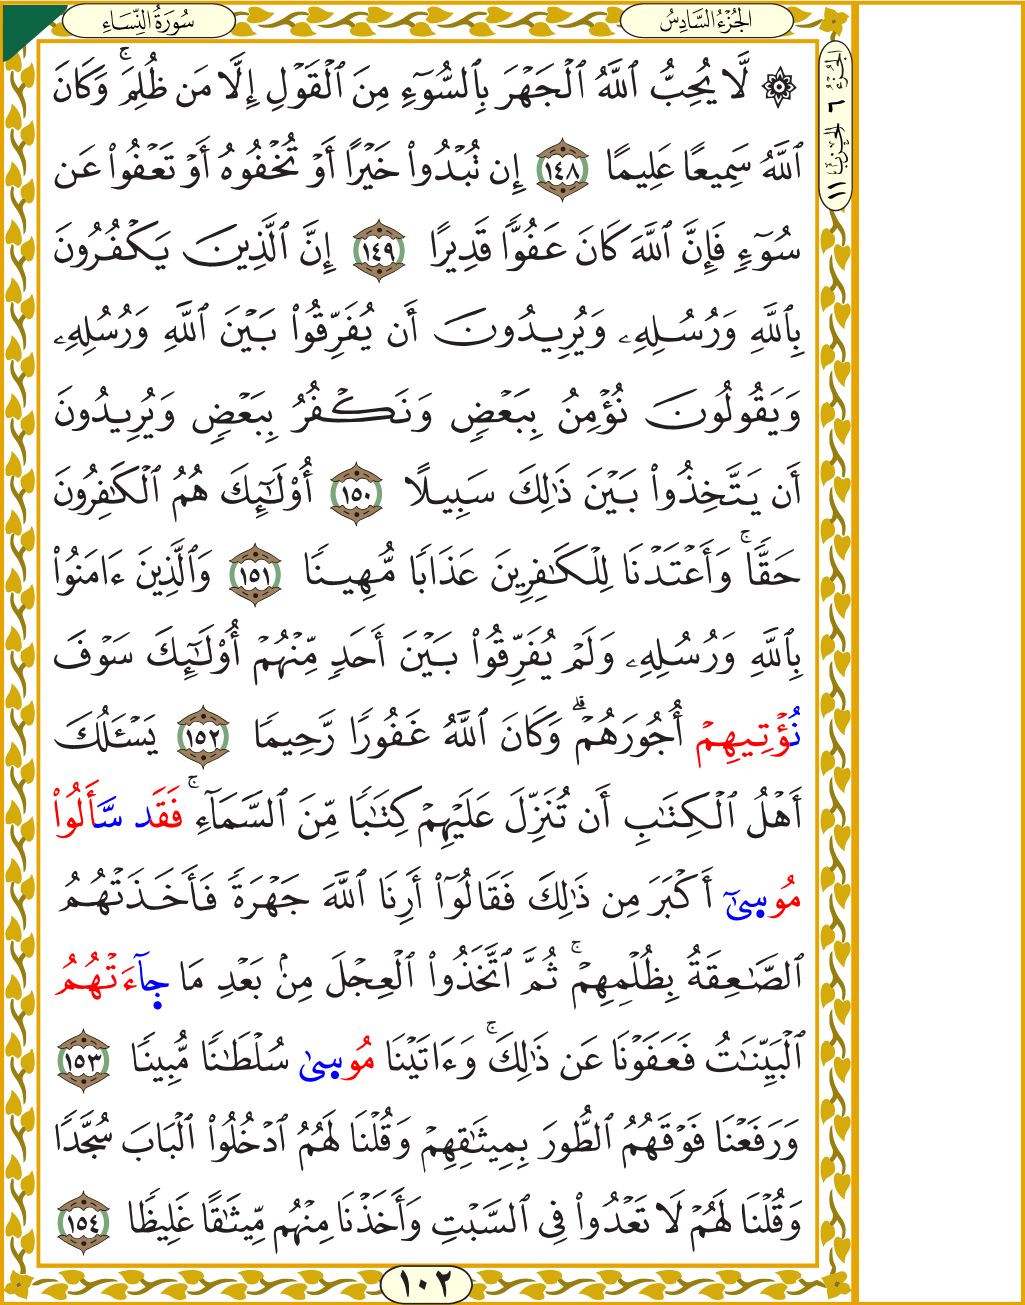 سُورَةُ النِّسَاءِ
الجُزْءُ السَّادِسُ
الجُزْءُ ٦ الحِزْبُ ١١
۞ لَّا يُحِبُّ ٱللَّهُ ٱلْجَهْرَ بِٱلسُّوٓءِ مِنَ ٱلْقَوْلِ إِلَّا مَن ظُلِمَ ۚ وَكَانَ
ٱللَّهُ سَمِيعًا عَلِيمًا ١٤٨ إِن تُبْدُوا۟ خَيْرًا أَوْ تُخْفُوهُ أَوْ تَعْفُوا۟ عَن
سُوٓءٍ فَإِنَّ ٱللَّهَ كَانَ عَفُوًّا قَدِيرًا ١٤٩ إِنَّ ٱلَّذِينَ يَكْفُرُونَ
بِٱللَّهِ وَرُسُلِهِۦ وَيُرِيدُونَ أَن يُفَرِّقُوا۟ بَيْنَ ٱللَّهِ وَرُسُلِهِۦ
وَيَقُولُونَ نُؤْمِنُ بِبَعْضٍ وَنَكْفُرُ بِبَعْضٍ وَيُرِيدُونَ
أَن يَتَّخِذُوا۟ بَيْنَ ذَٰلِكَ سَبِيلًا ١٥٠ أُو۟لَـٰٓئِكَ هُمُ ٱلْكَـٰفِرُونَ
حَقًّا ۚ وَأَعْتَدْنَا لِلْكَـٰفِرِينَ عَذَابًا مُّهِينًا ١٥١ وَٱلَّذِينَ ءَامَنُوا۟
بِٱللَّهِ وَرُسُلِهِۦ وَلَمْ يُفَرِّقُوا۟ بَيْنَ أَحَدٍ مِّنْهُمْ أُو۟لَـٰٓئِكَ سَوْفَ
نُؤْتِيهِمْ أُجُورَهُمْ ۗ وَكَانَ ٱللَّهُ غَفُورًا رَّحِيمًا ١٥٢ يَسْـَٔلُكَ
أَهْلُ ٱلْكِتَـٰبِ أَن تُنَزِّلَ عَلَيْهِمْ كِتَـٰبًا مِّنَ ٱلسَّمَآءِ ۚ فَقَد سَّأَلُوا۟
مُوسِىٰٓ أَكْبَرَ مِن ذَٰلِكَ فَقَالُوٓا۟ أَرِنَا ٱللَّهَ جَهْرَةً فَأَخَذَتْهُمُ
ٱلصَّـٰعِقَةُ بِظُلْمِهِمْ ۚ ثُمَّ ٱتَّخَذُوا۟ ٱلْعِجْلَ مِنۢ بَعْدِ مَا جِآءَتْهُمُ
ٱلْبَيِّنَـٰتُ فَعَفَوْنَا عَن ذَٰلِكَ ۚ وَءَاتَيْنَا مُوسِىٰ سُلْطَـٰنًا مُّبِينًا ١٥٣
وَرَفَعْنَا فَوْقَهُمُ ٱلطُّورَ بِمِيثَـٰقِهِمْ وَقُلْنَا لَهُمُ ٱدْخُلُوا۟ ٱلْبَابَ سُجَّدًا
وَقُلْنَا لَهُمْ لَا تَعْدُوا۟ فِى ٱلسَّبْتِ وَأَخَذْنَا مِنْهُم مِّيثَـٰقًا غَلِيظًا ١٥٤
١٠٢